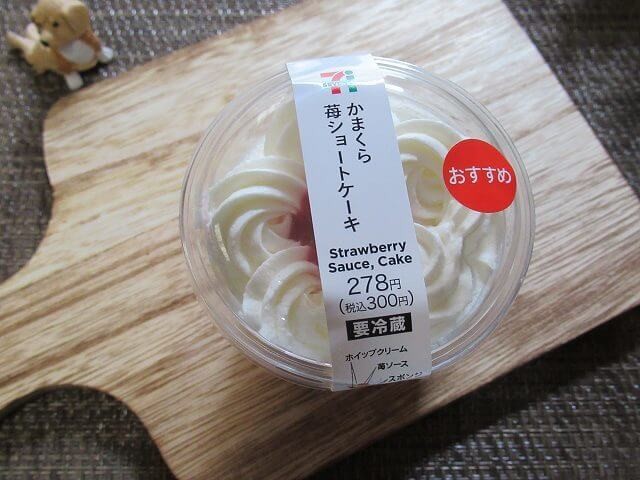 かまくら
苺ショートケーキ
おすすめ
Strawberry
Sauce, Cake
278円
(税込300円)
要冷蔵
ホイップクリーム
苺ソース